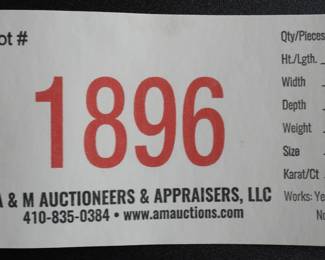 ot #
1896
A & M AUCTIONEERS & APPRAISERS, LLC
410-835-0384 • www.amauctions.com
Qty/Pieces
Ht./Lgth.
Width
Depth
Weight
Size
Karat/Ct
Works: Ye
No